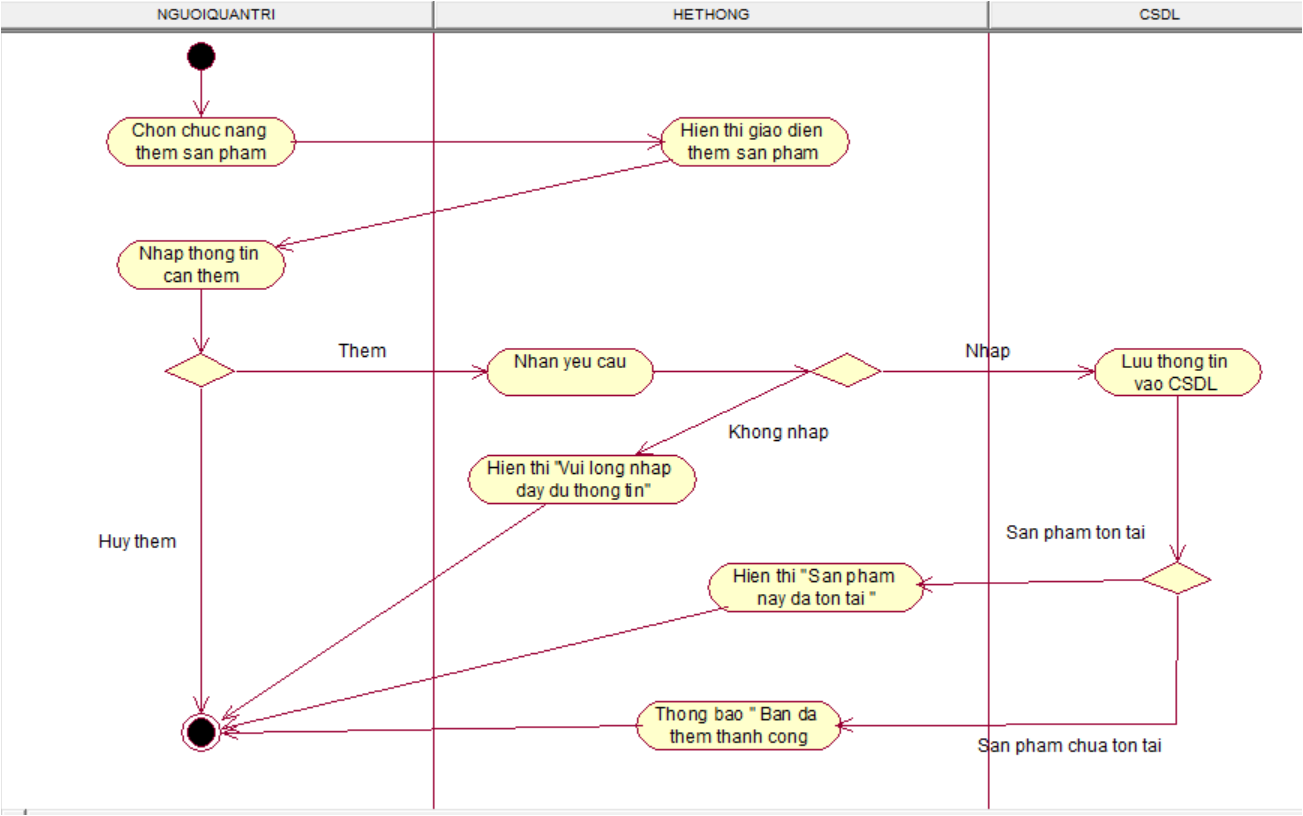 NGUOIQUANTRI
HETHONG
CSDL
Chon chuc nang
them san pham
Hien thi giao dien
them san pham
Nhap thong tin
can them
Them
Nhan yeu cau
Nhap
Luu thong tin
vao CSDL
Khong nhap
Hien thi "Vui long nhap
day du thong tin"
Huy them
San pham ton tai
Hien thi "San pham
nay da ton tai "
Thong bao " Ban da
them thanh cong
San pham chua ton tai